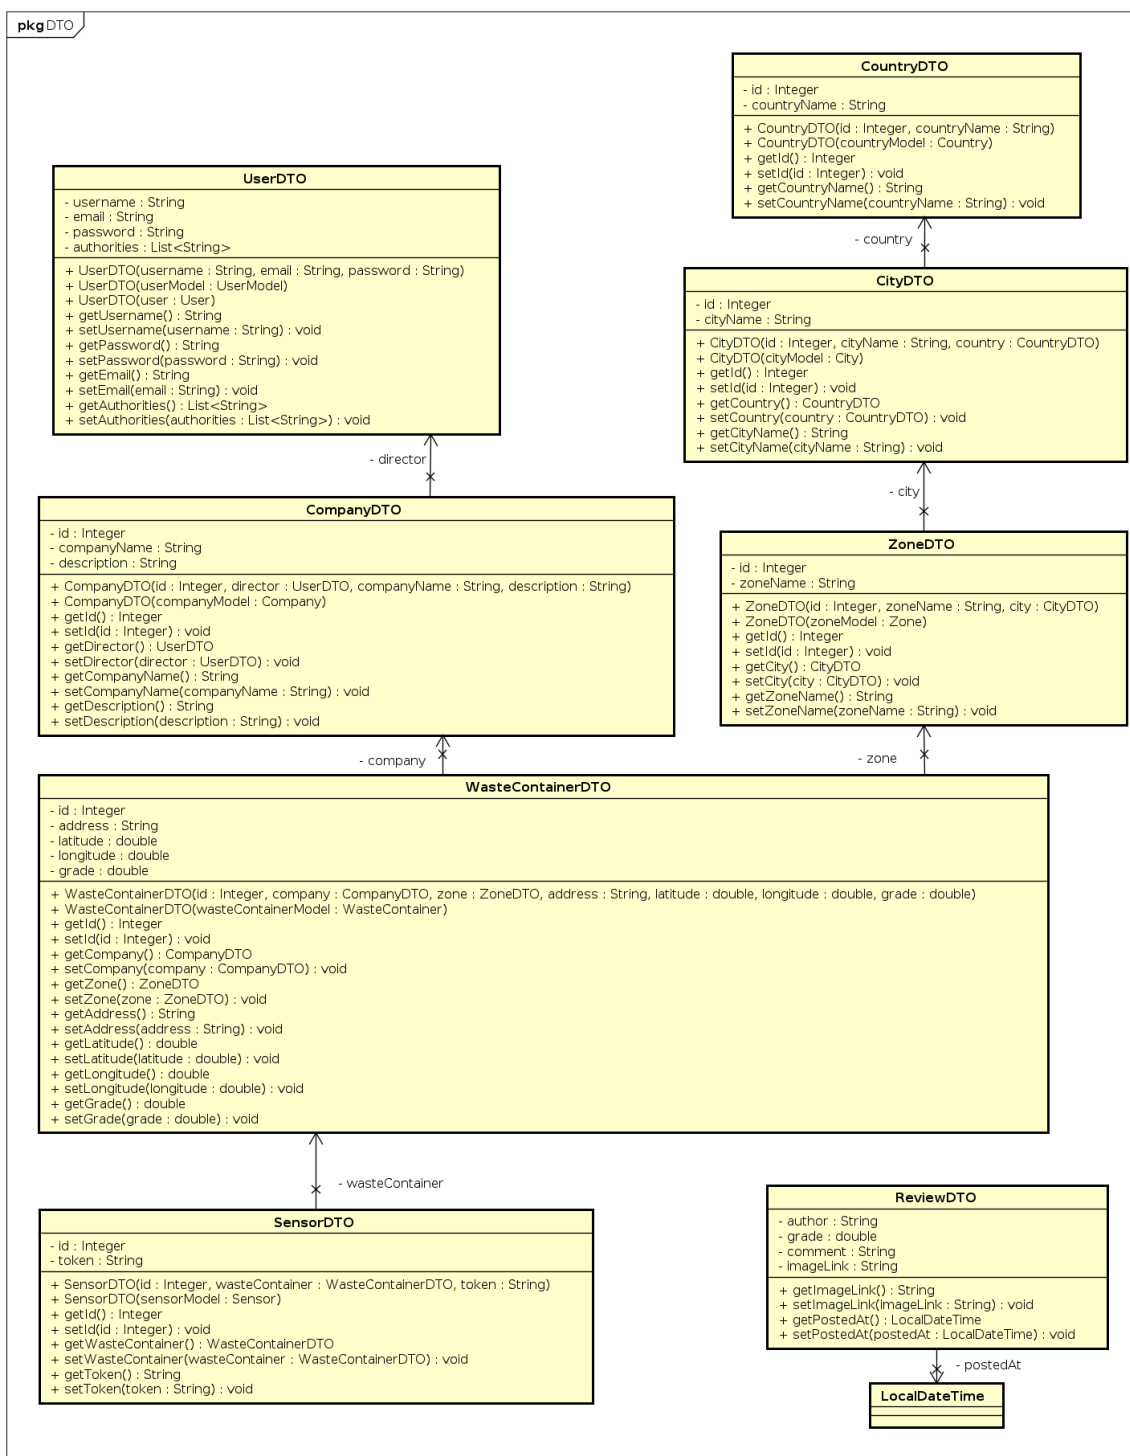 pkg DTO
CountryDTO
- id : Integer
- countryName : String
+ CountryDTO(id : Integer, countryName : String)
+ CountryDTO(countryModel : Country)
+ getId() : Integer
+ setId(id : Integer) : void
+ getCountryName() : String
+ setCountryName(countryName : String) : void
- country
UserDTO
- username : String
- email : String
- password : String
- authorities : List<String>
+ UserDTO(username : String, email : String, password : String)
+ UserDTO(userModel : UserModel)
+ UserDTO(user : User)
+ getUsername() : String
+ setUsername(username : String) : void
+ getPassword() : String
+ setPassword(password : String) : void
+ getEmail() : String
+ setEmail(email : String) : void
+ getAuthorities() : List<String>
+ setAuthorities(authorities : List<String>) : void
- director
CityDTO
- id : Integer
- cityName : String
+ CityDTO(id : Integer, cityName : String, country : CountryDTO)
+ CityDTO(cityModel : City)
+ getId() : Integer
+ setId(id : Integer) : void
+ getCountry() : CountryDTO
+ setCountry(country : CountryDTO) : void
+ getCityName() : String
+ setCityName(cityName : String) : void
- city
CompanyDTO
- id : Integer
- companyName : String
- description : String
+ CompanyDTO(id : Integer, director : UserDTO, companyName : String, description : String)
+ CompanyDTO(companyModel : Company)
+ getId() : Integer
+ setId(id : Integer) : void
+ getDirector() : UserDTO
+ setDirector(director : UserDTO) : void
+ getCompanyName() : String
+ setCompanyName(companyName : String) : void
+ getDescription() : String
+ setDescription(description : String) : void
- company
ZoneDTO
- id : Integer
- zoneName : String
+ ZoneDTO(id : Integer, zoneName : String, city : CityDTO)
+ ZoneDTO(zoneModel : Zone)
+ getId() : Integer
+ setId(id : Integer) : void
+ getCity() : CityDTO
+ setCity(city : CityDTO) : void
+ getZoneName() : String
+ setZoneName(zoneName : String) : void
- zone
WasteContainerDTO
- id : Integer
- address : String
- latitude : double
- longitude : double
- grade : double
+ WasteContainerDTO(id : Integer, company : CompanyDTO, zone : ZoneDTO, address : String, latitude : double, longitude : double, grade : double)
+ WasteContainerDTO(wasteContainerModel : WasteContainer)
+ getId() : Integer
+ setId(id : Integer) : void
+ getCompany() : CompanyDTO
+ setCompany(company : CompanyDTO) : void
+ getZone() : ZoneDTO
+ setZone(zone : ZoneDTO) : void
+ getAddress() : String
+ setAddress(address : String) : void
+ getLatitude() : double
+ setLatitude(latitude : double) : void
+ getLongitude() : double
+ setLongitude(longitude : double) : void
+ getGrade() : double
+ setGrade(grade : double) : void
- wasteContainer
SensorDTO
- id : Integer
- token : String
+ SensorDTO(id : Integer, wasteContainer : WasteContainerDTO, token : String)
+ SensorDTO(sensorModel : Sensor)
+ getId() : Integer
+ setId(id : Integer) : void
+ getWasteContainer() : WasteContainerDTO
+ setWasteContainer(wasteContainer : WasteContainerDTO) : void
+ getToken() : String
+ setToken(token : String) : void
ReviewDTO
- author : String
- grade : double
- comment : String
- imageLink : String
+ getImageLink() : String
+ setImageLink(imageLink : String) : void
+ getPostedAt() : LocalDateTime
+ setPostedAt(postedAt : LocalDateTime) : void
- postedAt
LocalDateTime